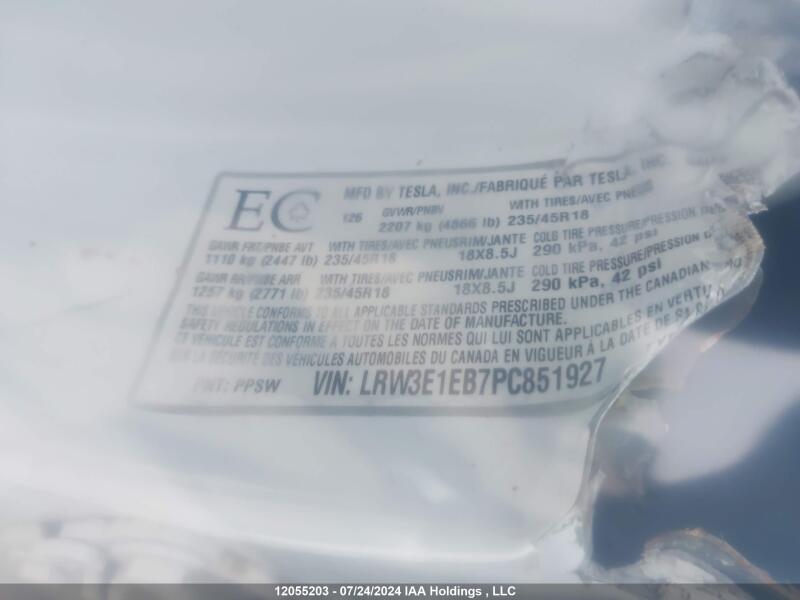 EC
MFD BY TESLA, INC./FABRIQUÉ PAR TESLA, INC.
126 GVWR/PNBV WITH TIRES/AVEC PNEUS
2207 kg (4866 lb) 235/45R18
GAWR FRT/PNBE AVT WITH TIRES/AVEC PNEUSRIM/JANTE COLD TIRE PRESSURE/PRESSION
1110 kg (2447 lb) 235/45R18 18X8.5J 290 kPa, 42 psi
GAWR RR/PNBE ARR WITH TIRES/AVEC PNEUSRIM/JANTE COLD TIRE PRESSURE/PRESSION D
1257 kg (2771 lb) 235/45R18 18X8.5J 290 kPa, 42 psi
THIS VEHICLE CONFORMS TO ALL APPLICABLE STANDARDS PRESCRIBED UNDER THE CANADIAN
SAFETY REGULATIONS IN EFFECT ON THE DATE OF MANUFACTURE.
CE VÉHICULE EST CONFORME À TOUTES LES NORMES QUI LUI SONT APPLICABLES EN VERTU
SUR LA SÉCURITÉ DES VÉHICULES AUTOMOBILES DU CANADA EN VIGUEUR À LA DATE DE SA
PNT: PPSW VIN: LRW3E1EB7PC851927
12055203 - 07/24/2024 IAA Holdings , LLC